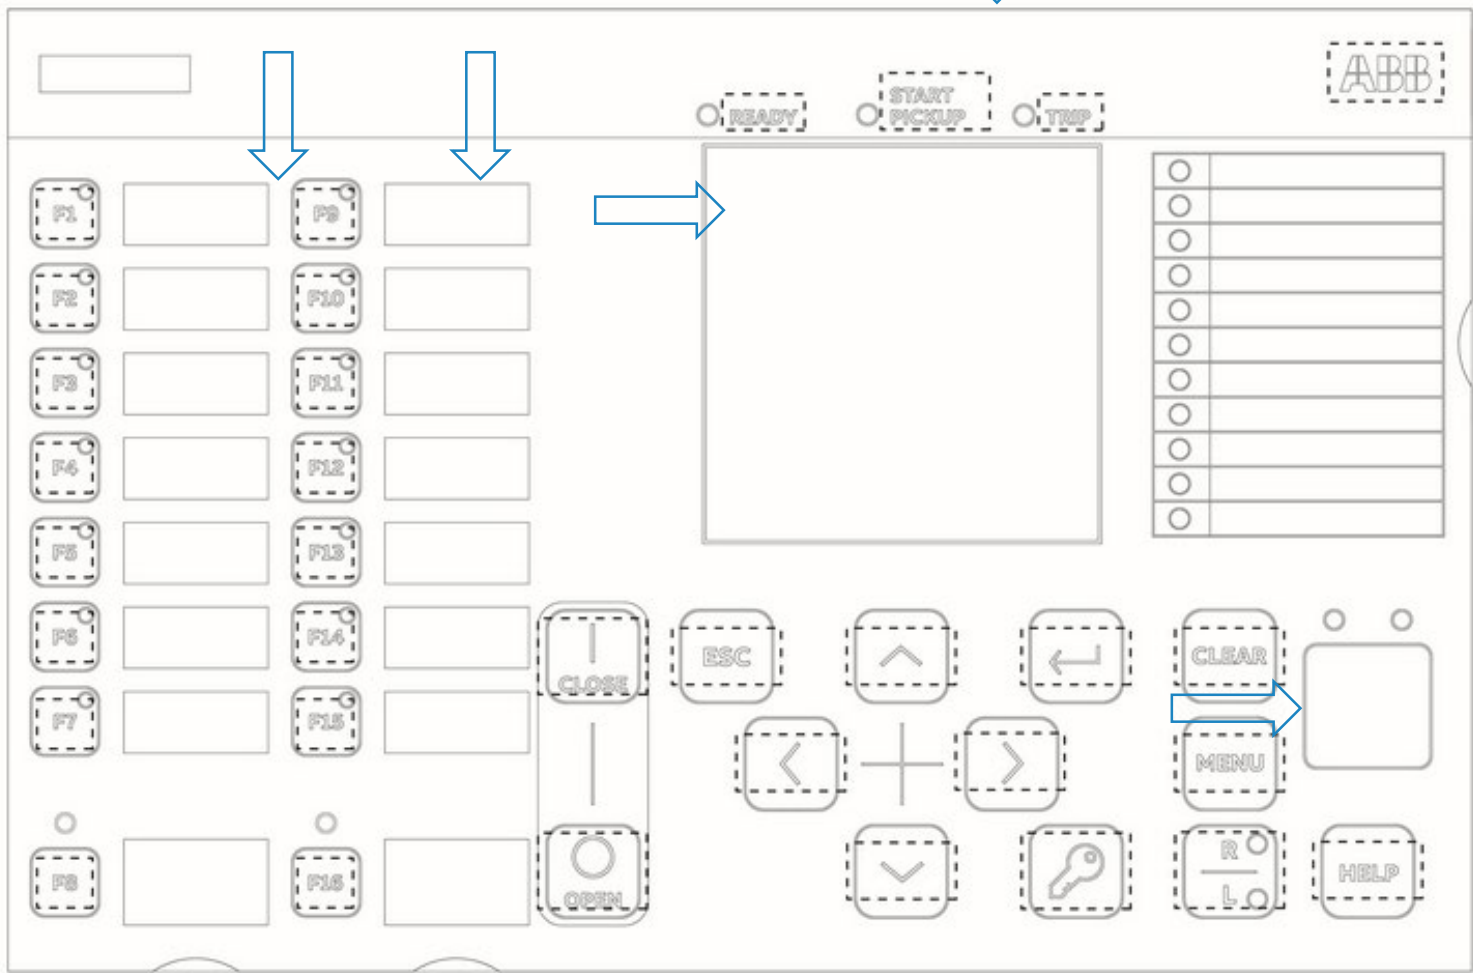 ABB
START
READY PICKUP TRIP
F1 F9
F2 F10
F3 F11
F4 F12
F5 F13
F6 F14
CLOSE ESC CLEAR
F7 F15
MENU
F8 F16
OPEN
R
L
HELP